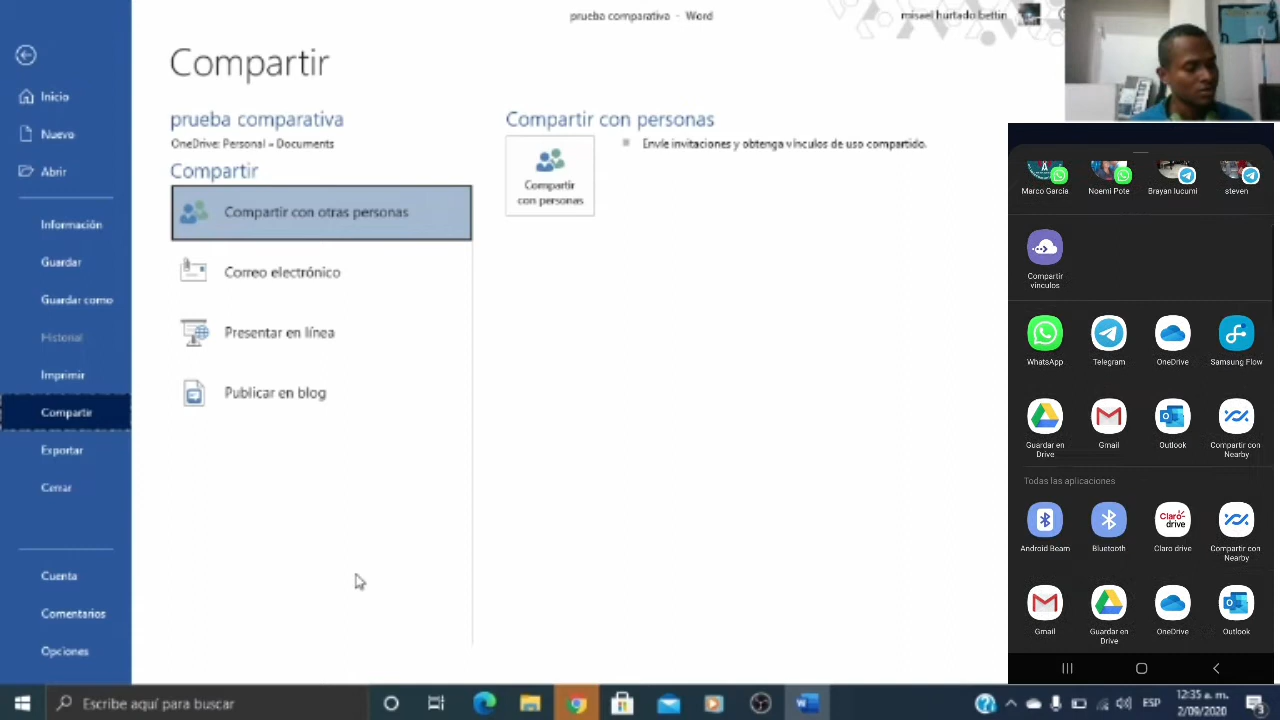 prueba comparativa - Word
misael hurtado bettin
Compartir
Inicio
Nuevo
Abrir
Información
Guardar
Guardar como
Historial
Imprimir
Compartir
Exportar
Cerrar
Cuenta
Comentarios
Opciones
prueba comparativa
OneDrive: Personal » Documents
Compartir
Compartir con otras personas
Correo electrónico
Presentar en línea
Publicar en blog
Compartir con personas
Compartir
con personas
Envíe invitaciones y obtenga vínculos de uso compartido.
Marco Garcia
Noemi Pote
Brayan lucumi
steven
Compartir
vínculos
WhatsApp
Telegram
OneDrive
Samsung Flow
Guardar en
Drive
Gmail
Outlook
Compartir con
Nearby
Todas las aplicaciones
Android Beam
Bluetooth
Claro-
drive
Claro drive
Compartir con
Nearby
Gmail
Guardar en
Drive
OneDrive
Outlook
Escribe aquí para buscar
ESP
12:35 a. m.
2/09/2020
3